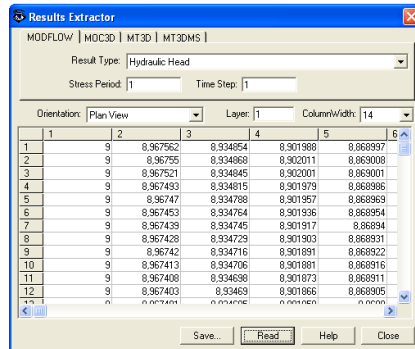 Results Extractor
MODFLOW MOC3D MT3D MT3DMS
Result Type: Hydraulic Head
Stress Period: 1 Time Step: 1
Orientation: Plan View Layer: 1 ColumnWidth: 14
1 2 3 4 5 6
1 9 8,967562 8,934854 8,901988 8,868997
2 9 8,96755 8,934868 8,902011 8,869008
3 9 8,967521 8,934845 8,902001 8,869001
4 9 8,967493 8,934815 8,901979 8,868986
5 9 8,96747 8,934788 8,901957 8,868969
6 9 8,967453 8,934764 8,901936 8,868954
7 9 8,967439 8,934745 8,901917 8,86894
8 9 8,967428 8,934729 8,901903 8,868931
9 9 8,96742 8,934716 8,901891 8,868922
10 9 8,967413 8,934706 8,901881 8,868916
11 9 8,967408 8,934698 8,901873 8,868911
12 9 8,967403 8,93469 8,901866 8,868905
Save... Read Help Close